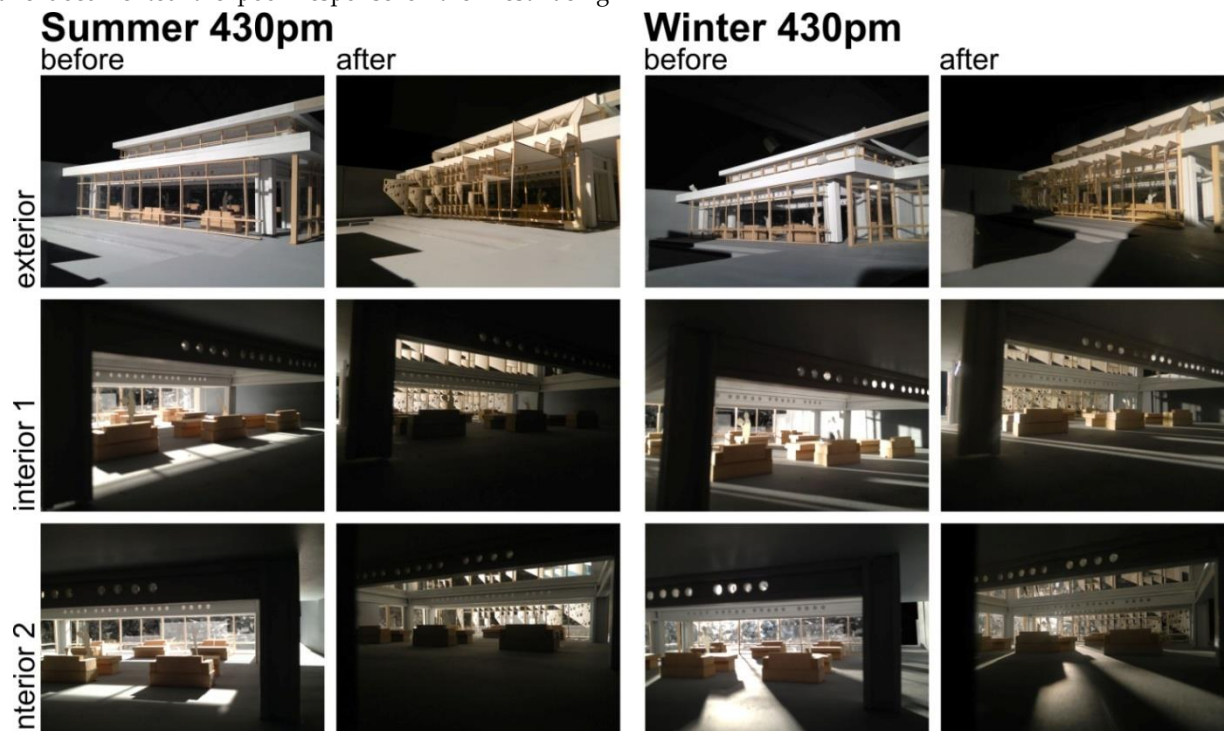 Summer 430pm
Winter 430pm
before
after
before
after
exterior
interior 1
nterior 2